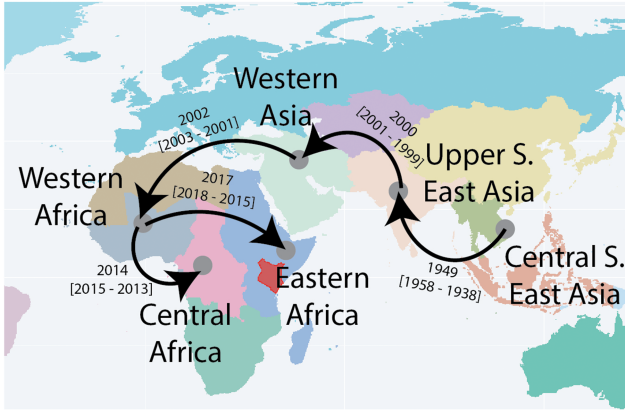 Western
Asia
2002
[2003 - 2001]
2000
[2001-1999]
Upper S.
East Asia
Western
Africa
2017
[2018 - 2015]
1949
[1958 - 1938]
Central S.
East Asia
2014
[2015 - 2013]
Eastern
Africa
Central
Africa